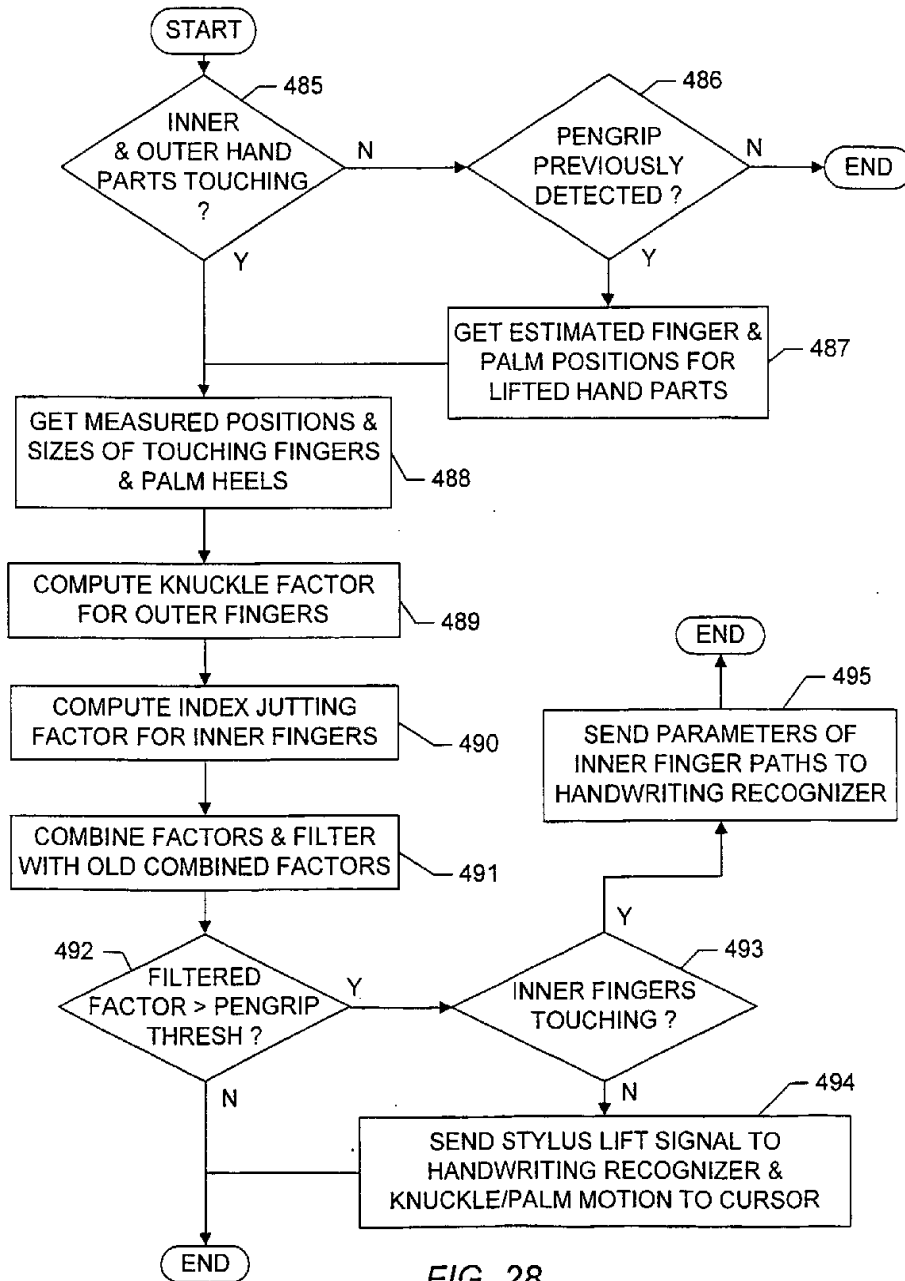 START
485
INNER
& OUTER HAND
PARTS TOUCHING
?
N
Y
486
PENGRIP
PREVIOUSLY
DETECTED ?
N
END
Y
GET ESTIMATED FINGER &
PALM POSITIONS FOR
LIFTED HAND PARTS
487
GET MEASURED POSITIONS &
SIZES OF TOUCHING FINGERS
& PALM HEELS
488
COMPUTE KNUCKLE FACTOR
FOR OUTER FINGERS
489
COMPUTE INDEX JUTTING
FACTOR FOR INNER FINGERS
490
COMBINE FACTORS & FILTER
WITH OLD COMBINED FACTORS
491
492
FILTERED
FACTOR > PENGRIP
THRESH ?
Y
N
493
INNER FINGERS
TOUCHING ?
Y
N
END
495
SEND PARAMETERS OF
INNER FINGER PATHS TO
HANDWRITING RECOGNIZER
494
SEND STYLUS LIFT SIGNAL TO
HANDWRITING RECOGNIZER &
KNUCKLE/PALM MOTION TO CURSOR
END
FIG. 28